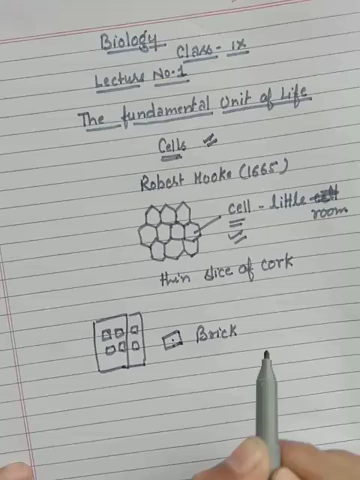 Biology Class - IX
Lecture No.1
The fundamental Unit of Life
Cells
Robert Hooke (1665)
cell - little
room
thin slice of cork
Brick